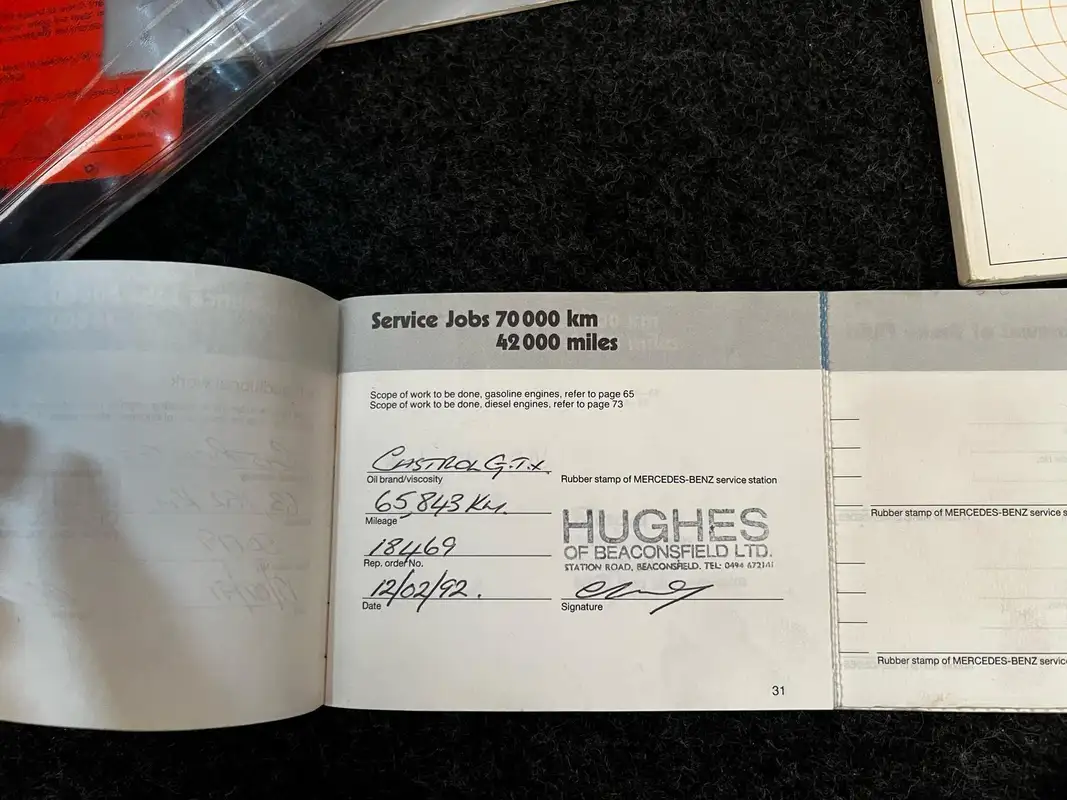 Service Jobs 70 000 km
42 000 miles
Scope of work to be done, gasoline engines, refer to page 65
Scope of work to be done, diesel engines, refer to page 73
CASTROL G.T.X.
Oil brand/viscosity
65,843 Km.
Mileage
18469
Rep. order No.
12/02/92.
Date
Rubber stamp of MERCEDES-BENZ service station
HUGHES
OF BEACONSFIELD LTD.
STATION ROAD, BEACONSFIELD. TEL: 0494 672141
Signature
31
Rubber stamp of MERCEDES-BENZ service s
Rubber stamp of MERCEDES-BENZ service